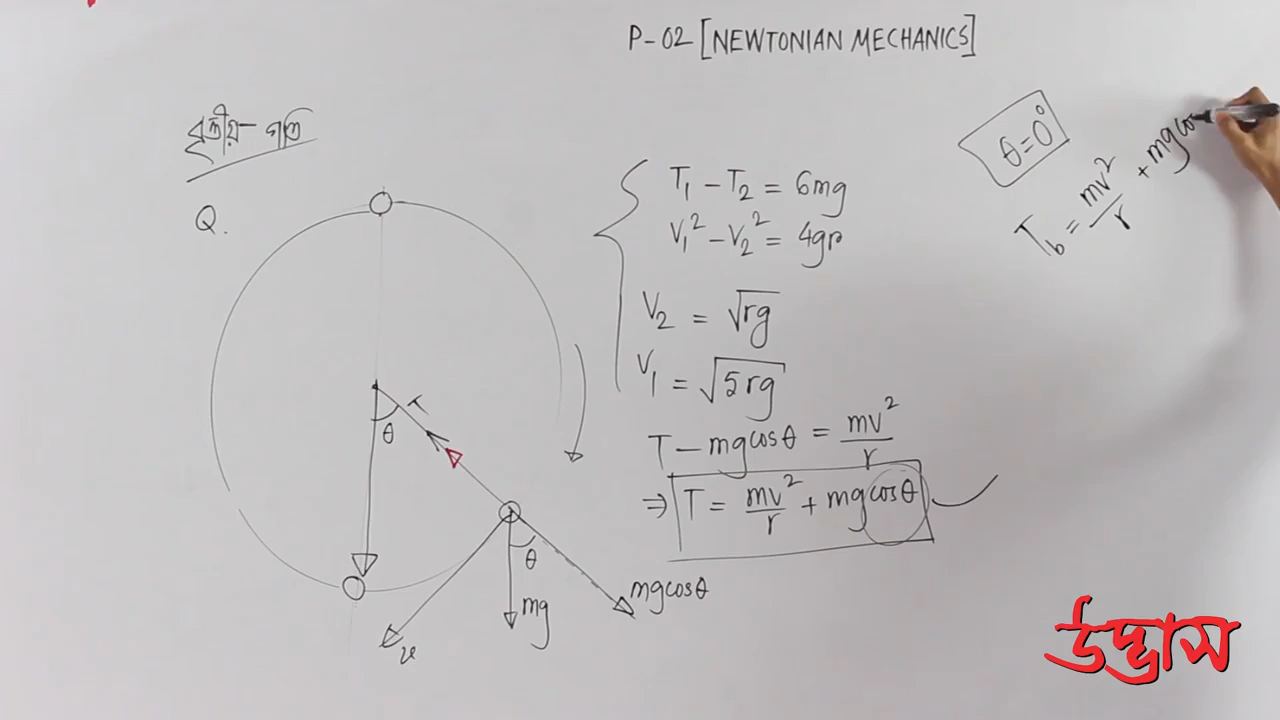 P-02 [NEWTONIAN MECHANICS]
বৃত্তীয়- গতি
Q.
T₁ - T₂ = 6mg
V₁² - V₂² = 4gr
V₂ = √rg
V₁ = √5rg
T - mgcosθ = mv²/r
⇒ T = mv²/r + mgcosθ
θ = 0°
T_b = mv²/r + mgcos
θ
T
θ
mg
mgcosθ
v
উদ্ভাস